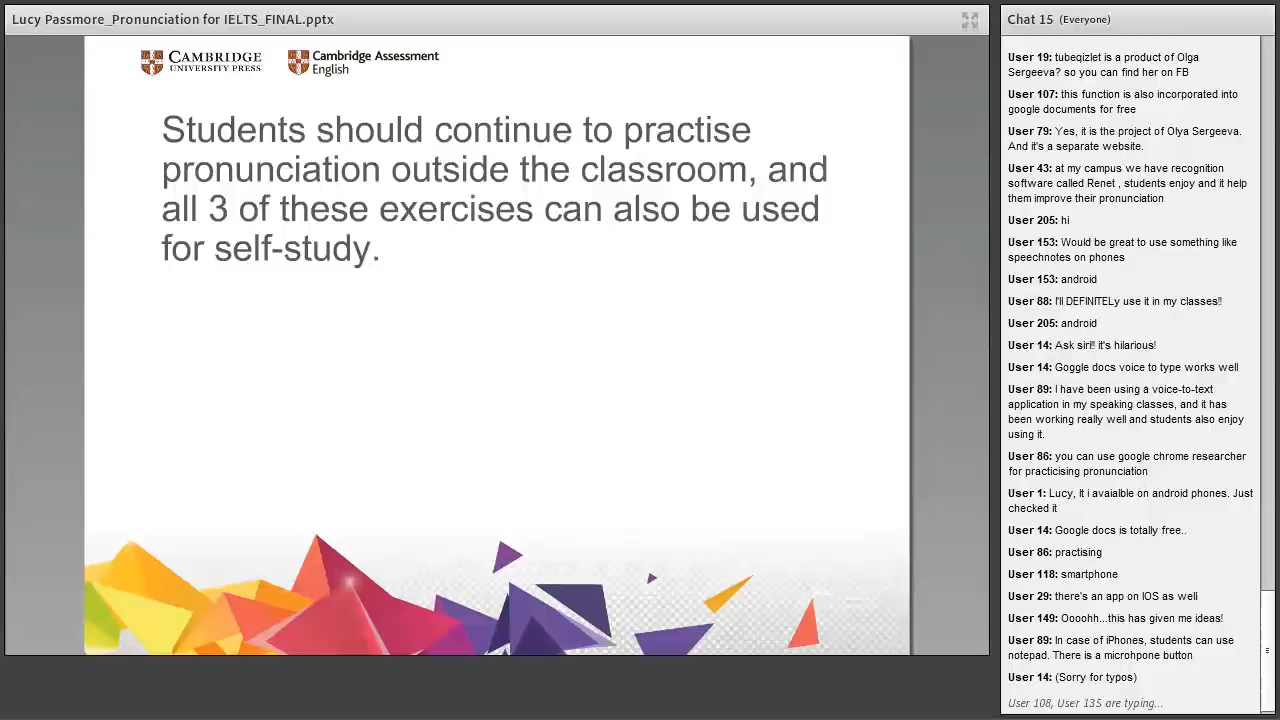 Lucy Passmore_Pronunciation for IELTS_FINAL.pptx
CAMBRIDGE
UNIVERSITY PRESS
Cambridge Assessment
English
Students should continue to practise
pronunciation outside the classroom, and
all 3 of these exercises can also be used
for self-study.
Chat 15 (Everyone)
User 19: tubeqizlet is a product of Olga
Sergeeva? so you can find her on FB
User 107: this function is also incorporated into
google documents for free
User 79: Yes, it is the project of Olya Sergeeva.
And it's a separate website.
User 43: at my campus we have recognition
software called Renet , students enjoy and it help
them improve their pronunciation
User 205: hi
User 153: Would be great to use something like
speechnotes on phones
User 153: android
User 88: I'll DEFINITELy use it in my classes!!
User 205: android
User 14: Ask siri!! it's hilarious!
User 14: Goggle docs voice to type works well
User 89: I have been using a voice-to-text
application in my speaking classes, and it has
been working really well and students also enjoy
using it.
User 86: you can use google chrome researcher
for practicising pronunciation
User 1: Lucy, It i avaialble on android phones. Just
checked it
User 14: Google docs is totally free..
User 86: practising
User 118: smartphone
User 29: there's an app on IOS as well
User 149: Oooohh...this has given me ideas!
User 89: In case of iPhones, students can use
notepad. There is a microhpone button
User 14: (Sorry for typos)
User 108, User 135 are typing...